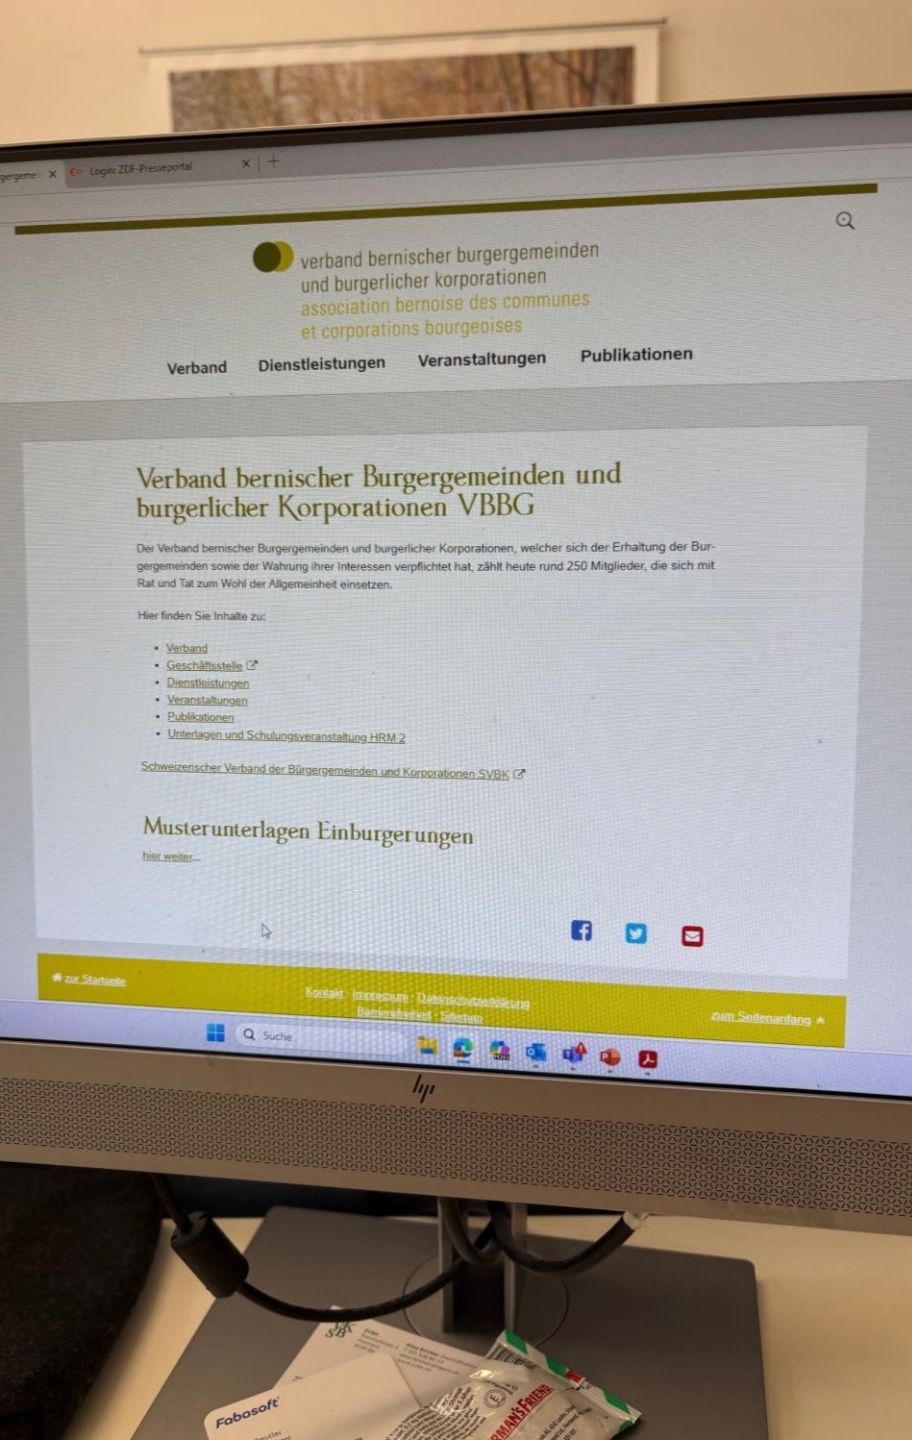 Login: ZDF-Presseportal
verband bernischer burgergemeinden
und burgerlicher korporationen
association bernoise des communes
et corporations bourgeoises
Verband Dienstleistungen Veranstaltungen Publikationen
Verband bernischer Burgergemeinden und
burgerlicher Korporationen VBBG
Der Verband bernischer Burgergemeinden und burgerlicher Korporationen, welcher sich der Erhaltung der Bur-
gergemeinden sowie der Wahrung ihrer Interessen verpflichtet hat, zählt heute rund 250 Mitglieder, die sich mit
Rat und Tat zum Wohl der Allgemeinheit einsetzen.
Hier finden Sie Inhalte zu:
• Verband
• Geschäftsstelle
• Dienstleistungen
• Veranstaltungen
• Publikationen
• Unterlagen und Schulungsveranstaltung HRM 2
Schweizerischer Verband der Bürgergemeinden und Korporationen SVBK
Musterunterlagen Einburgerungen
hier weiter...
zur Startseite
Kontakt · Impressum · Datenschutzerklärung ·
Barrierefreiheit · Sitemap
zum Seitenanfang
Suche
hp
Fabasoft